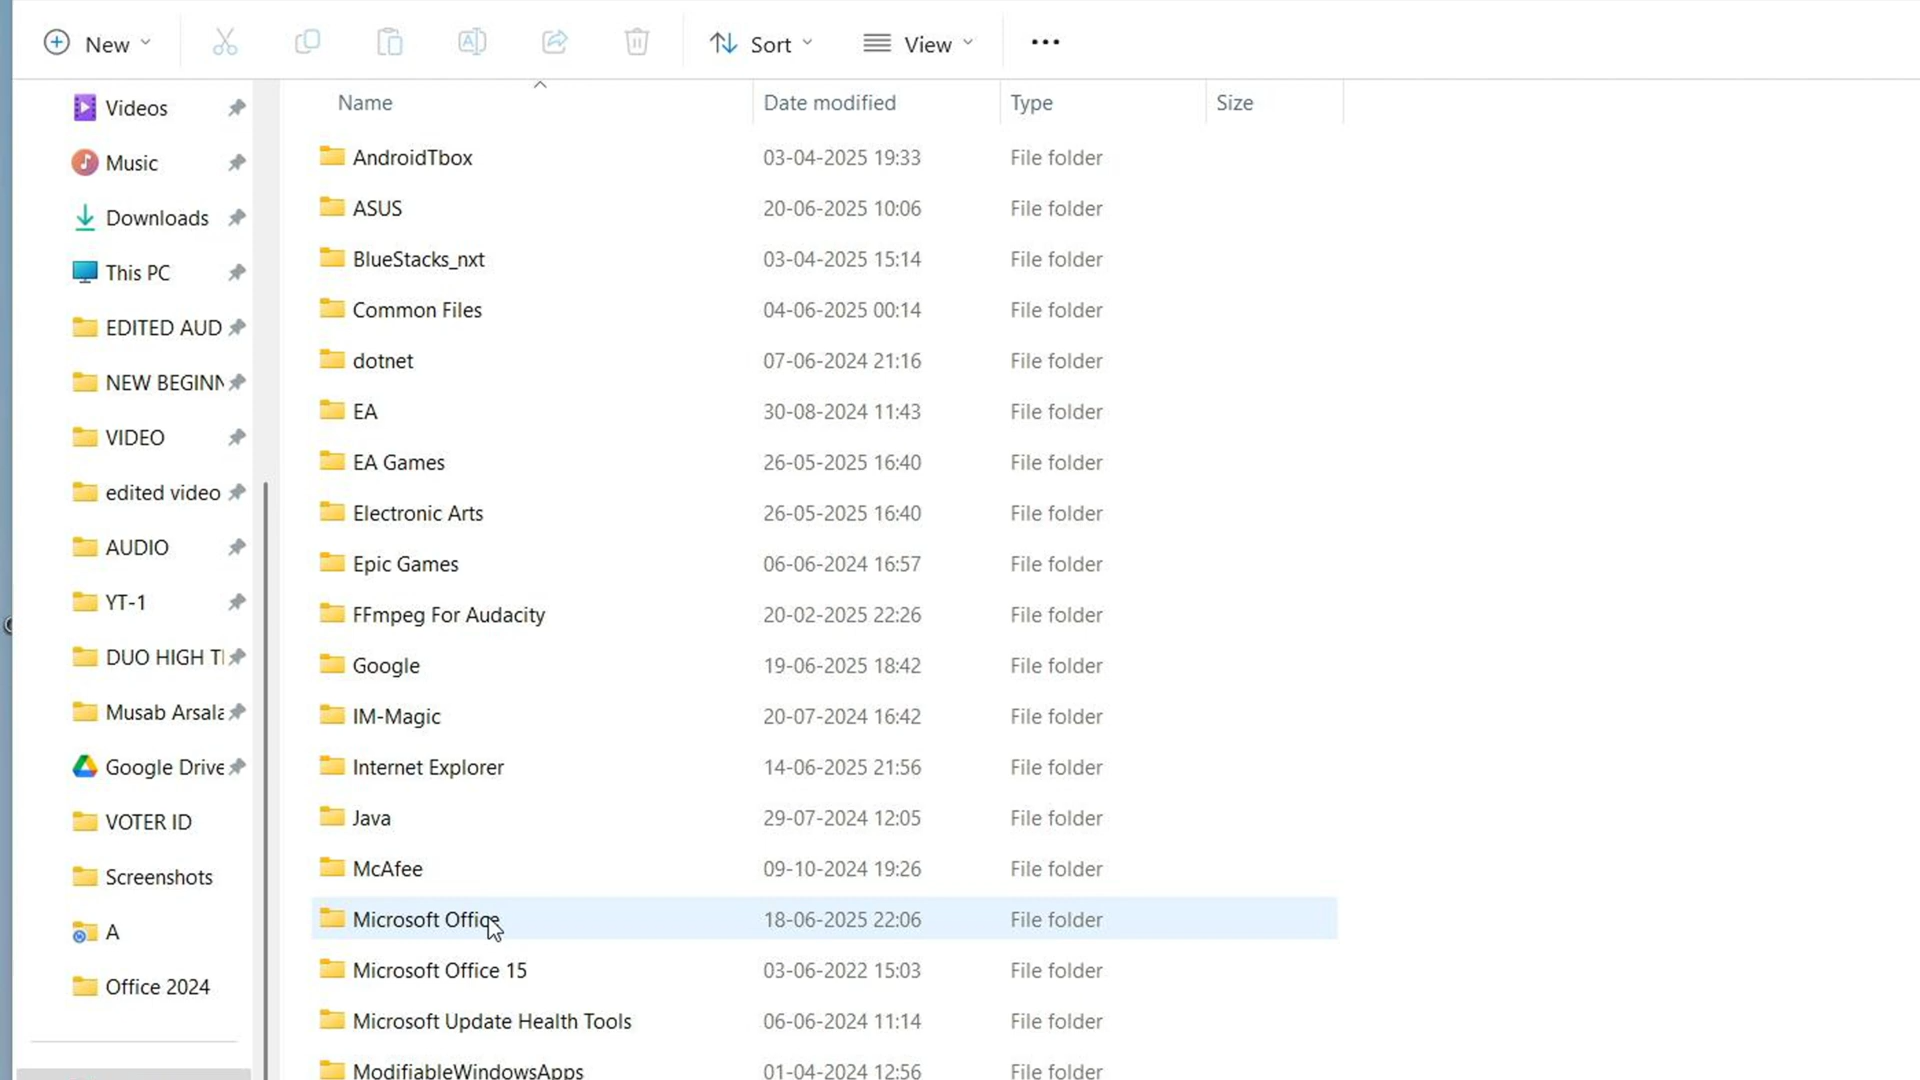 New Sort View
Name Date modified Type Size
Videos
Music
Downloads
This PC
EDITED AUD
NEW BEGINN
VIDEO
edited video
AUDIO
YT-1
DUO HIGH T
Musab Arsala
Google Drive
VOTER ID
Screenshots
A
Office 2024
AndroidTbox 03-04-2025 19:33 File folder
ASUS 20-06-2025 10:06 File folder
BlueStacks_nxt 03-04-2025 15:14 File folder
Common Files 04-06-2025 00:14 File folder
dotnet 07-06-2024 21:16 File folder
EA 30-08-2024 11:43 File folder
EA Games 26-05-2025 16:40 File folder
Electronic Arts 26-05-2025 16:40 File folder
Epic Games 06-06-2024 16:57 File folder
FFmpeg For Audacity 20-02-2025 22:26 File folder
Google 19-06-2025 18:42 File folder
IM-Magic 20-07-2024 16:42 File folder
Internet Explorer 14-06-2025 21:56 File folder
Java 29-07-2024 12:05 File folder
McAfee 09-10-2024 19:26 File folder
Microsoft Office 18-06-2025 22:06 File folder
Microsoft Office 15 03-06-2022 15:03 File folder
Microsoft Update Health Tools 06-06-2024 11:14 File folder
ModifiableWindowsApps 01-04-2024 12:56 File folder